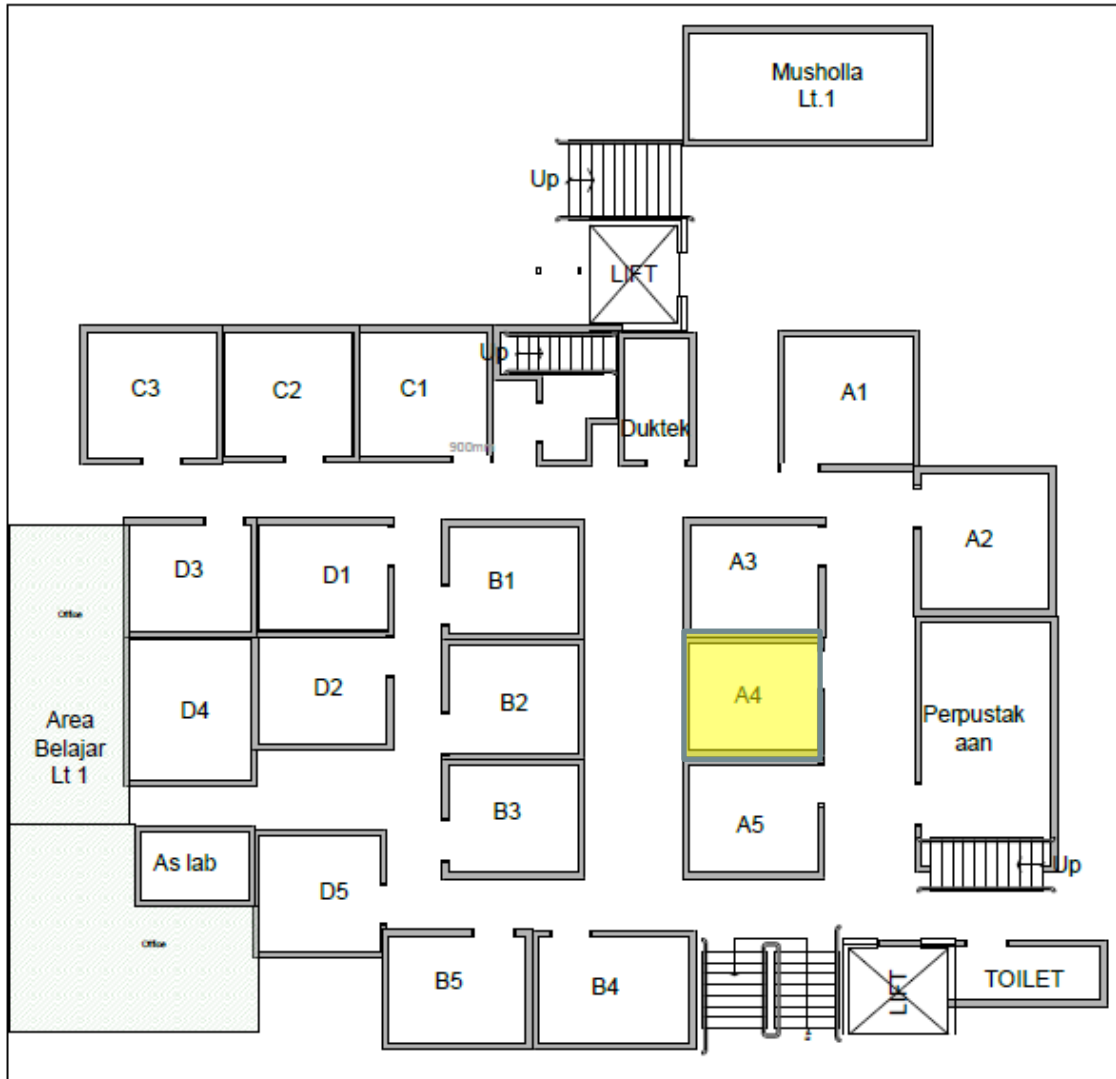 Musholla
Lt.1
Up
LIFT
Up
C3
C2
C1
900mm
Duktek
A1
A2
A3
D3
D1
B1
Office
A4
D4
D2
B2
Area
Belajar
Lt 1
Perpustak
aan
B3
A5
As lab
D5
Up
Office
B5
B4
LIFT
TOILET